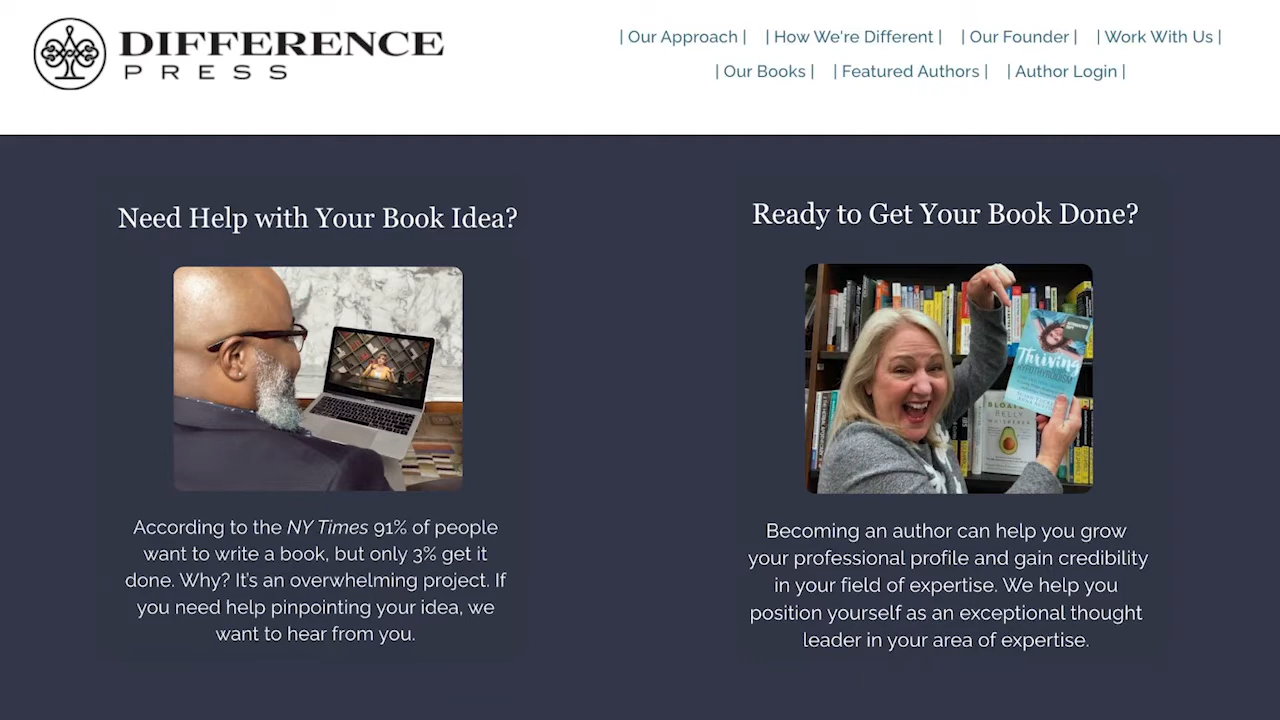 DIFFERENCE
PRESS
| Our Approach | | How We're Different | | Our Founder | | Work With Us |
| Our Books | | Featured Authors | | Author Login |
Need Help with Your Book Idea?
Ready to Get Your Book Done?
Thriving
BLOATED
BELLY
WHISPERER
According to the NY Times 91% of people
want to write a book, but only 3% get it
done. Why? It's an overwhelming project. If
you need help pinpointing your idea, we
want to hear from you.
Becoming an author can help you grow
your professional profile and gain credibility
in your field of expertise. We help you
position yourself as an exceptional thought
leader in your area of expertise.